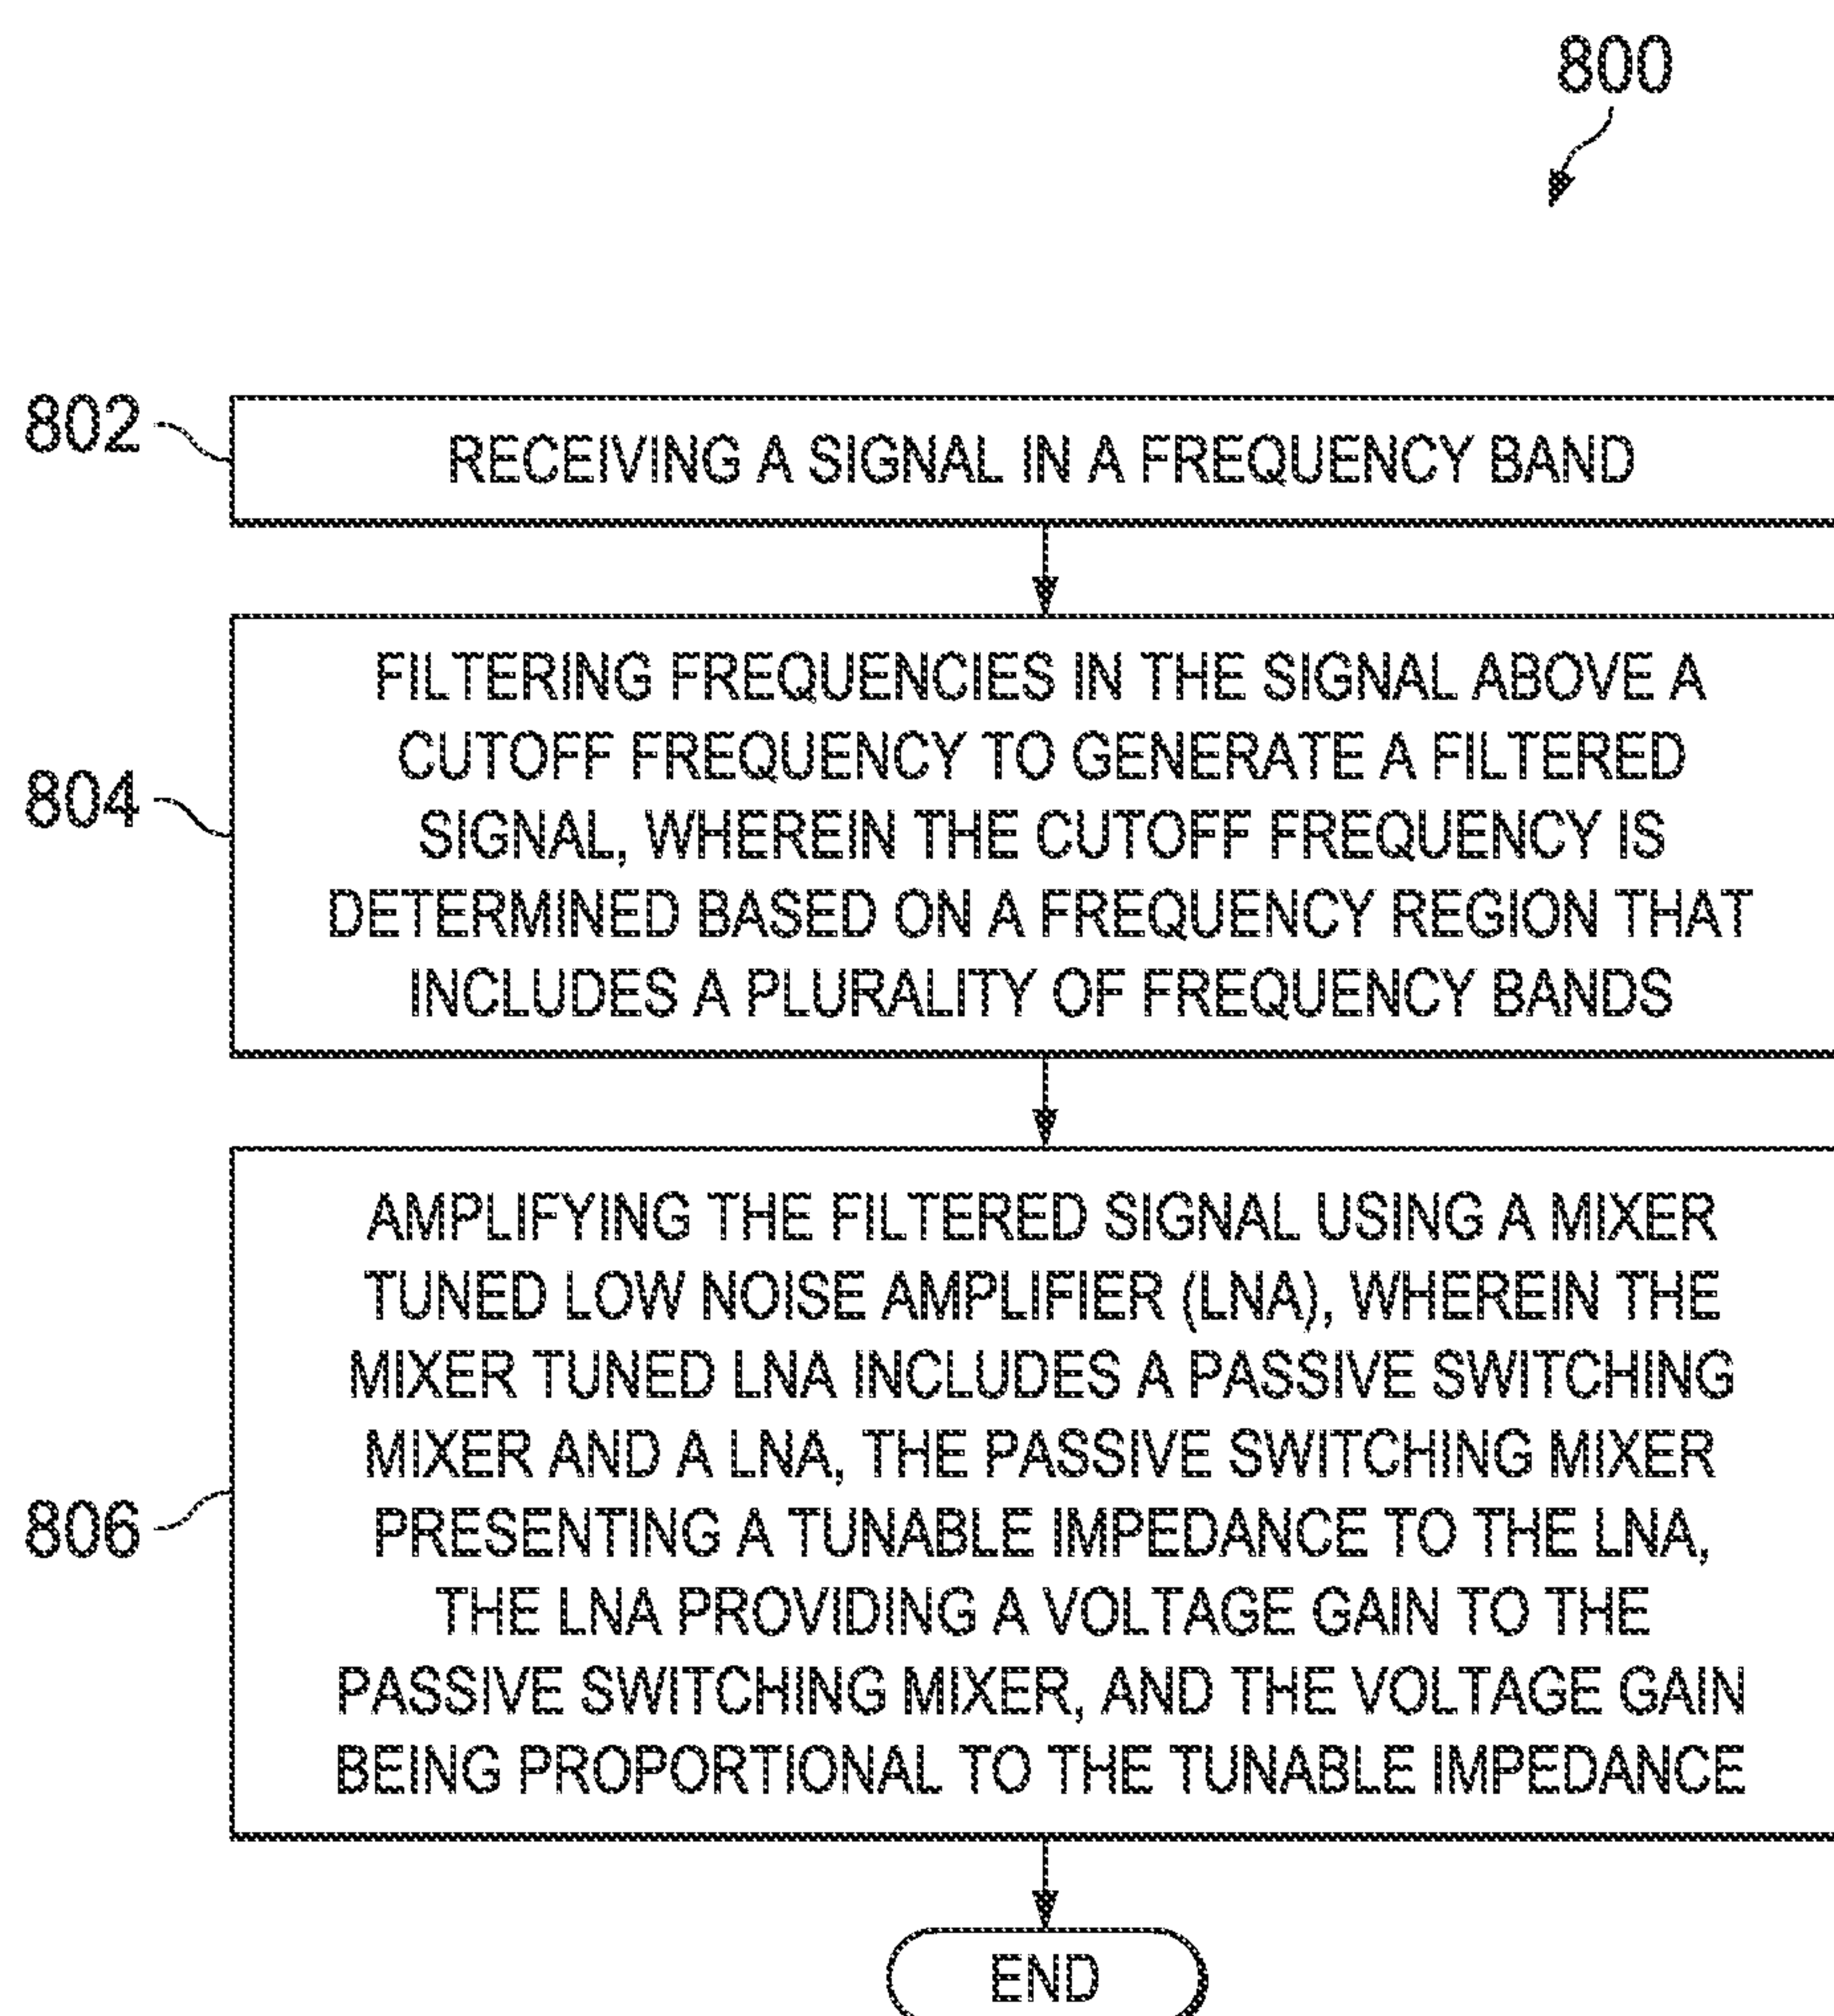 800
802
RECEIVING A SIGNAL IN A FREQUENCY BAND
804
FILTERING FREQUENCIES IN THE SIGNAL ABOVE A
CUTOFF FREQUENCY TO GENERATE A FILTERED
SIGNAL, WHEREIN THE CUTOFF FREQUENCY IS
DETERMINED BASED ON A FREQUENCY REGION THAT
INCLUDES A PLURALITY OF FREQUENCY BANDS
806
AMPLIFYING THE FILTERED SIGNAL USING A MIXER
TUNED LOW NOISE AMPLIFIER (LNA), WHEREIN THE
MIXER TUNED LNA INCLUDES A PASSIVE SWITCHING
MIXER AND A LNA, THE PASSIVE SWITCHING MIXER
PRESENTING A TUNABLE IMPEDANCE TO THE LNA,
THE LNA PROVIDING A VOLTAGE GAIN TO THE
PASSIVE SWITCHING MIXER, AND THE VOLTAGE GAIN
BEING PROPORTIONAL TO THE TUNABLE IMPEDANCE
END